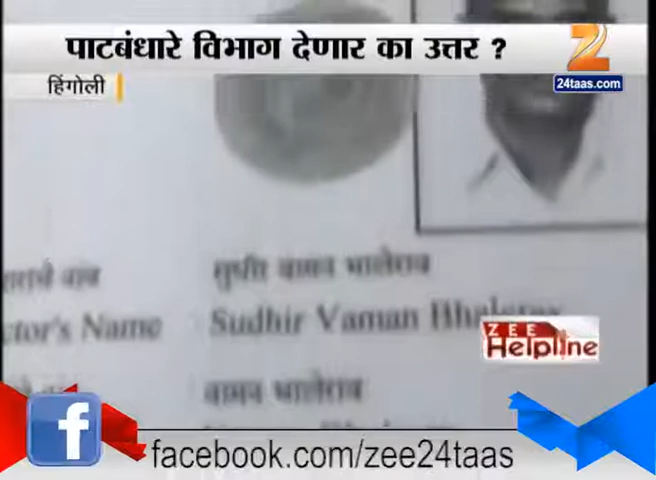 पाटबंधारे विभाग देणार का उत्तर ?
24taas.com
हिंगोली
सुधीर वामन भालेराव
ctor's Name
Sudhir Vaman Bhalerao
ZEE
Helpline
वामन भालेराव
facebook.com/zee24taas